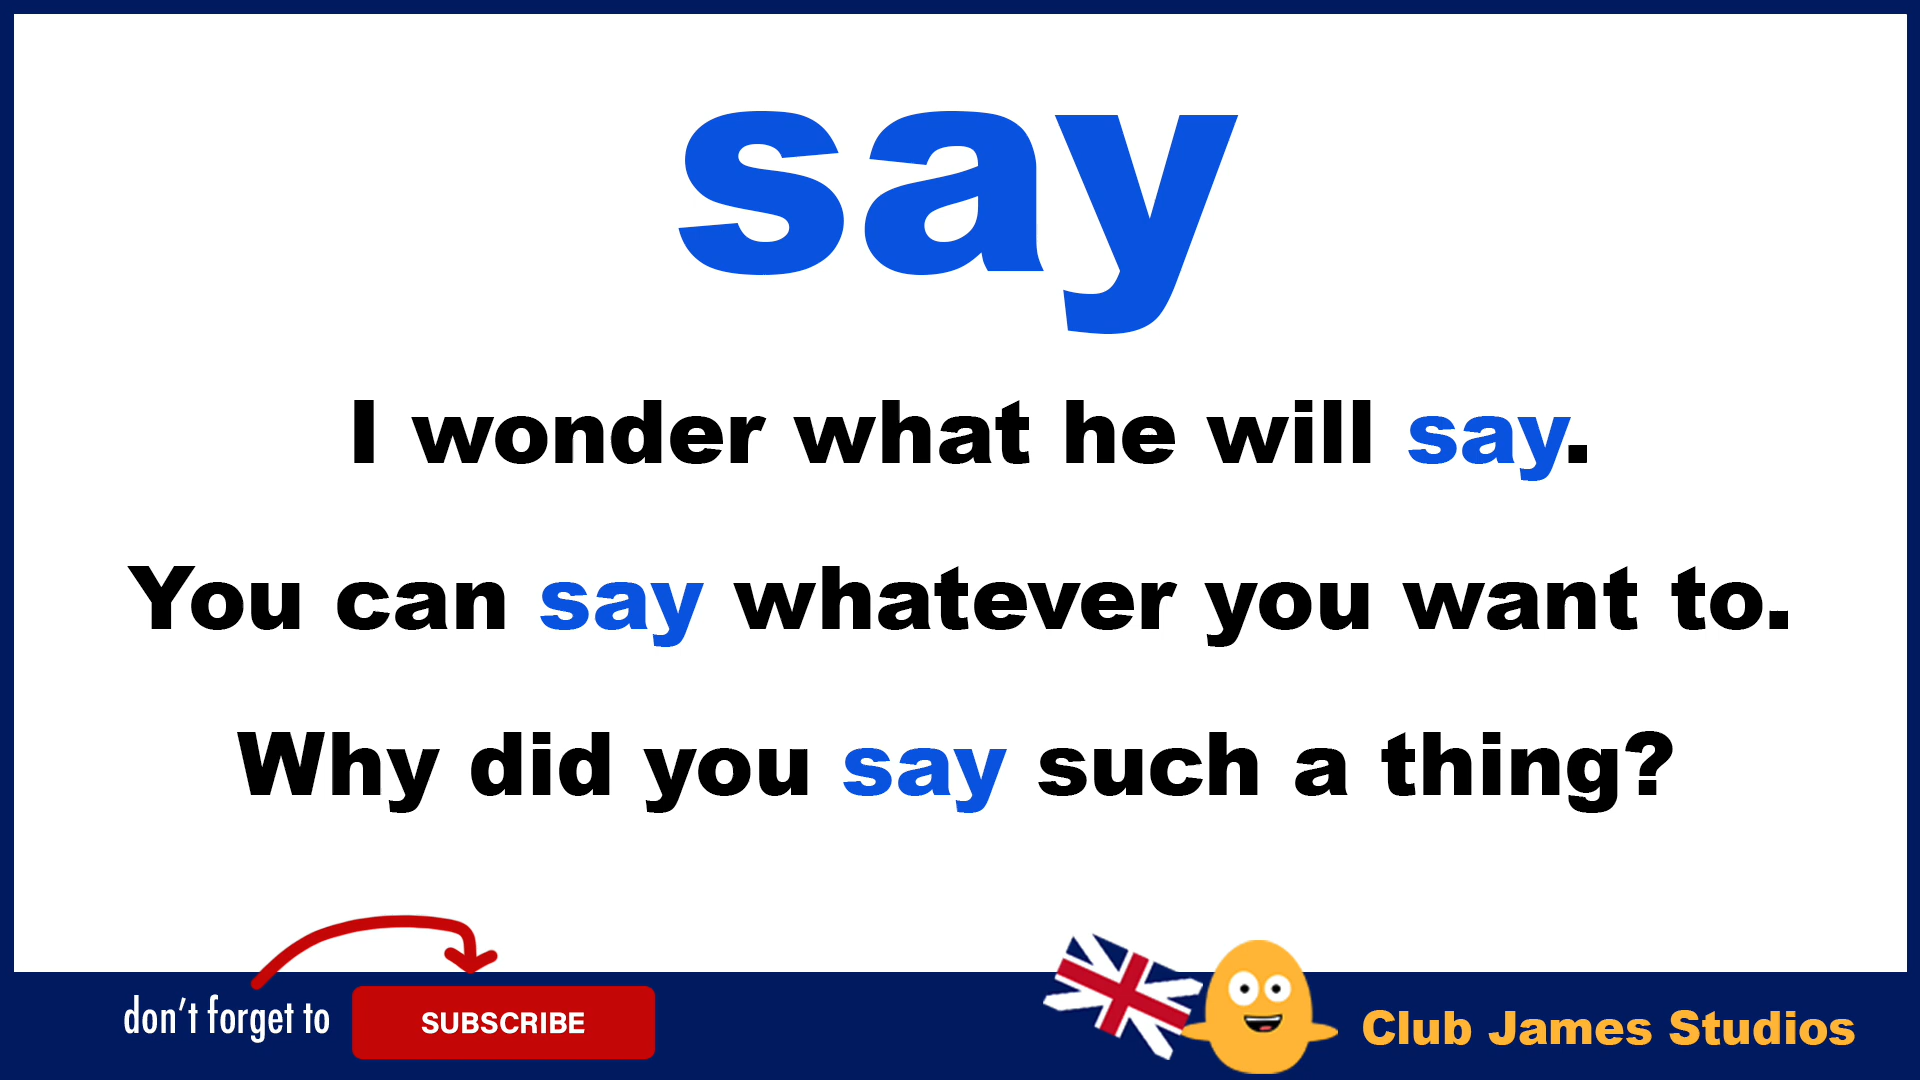 say
I wonder what he will say.
You can say whatever you want to.
Why did you say such a thing?
don't forget to SUBSCRIBE
Club James Studios